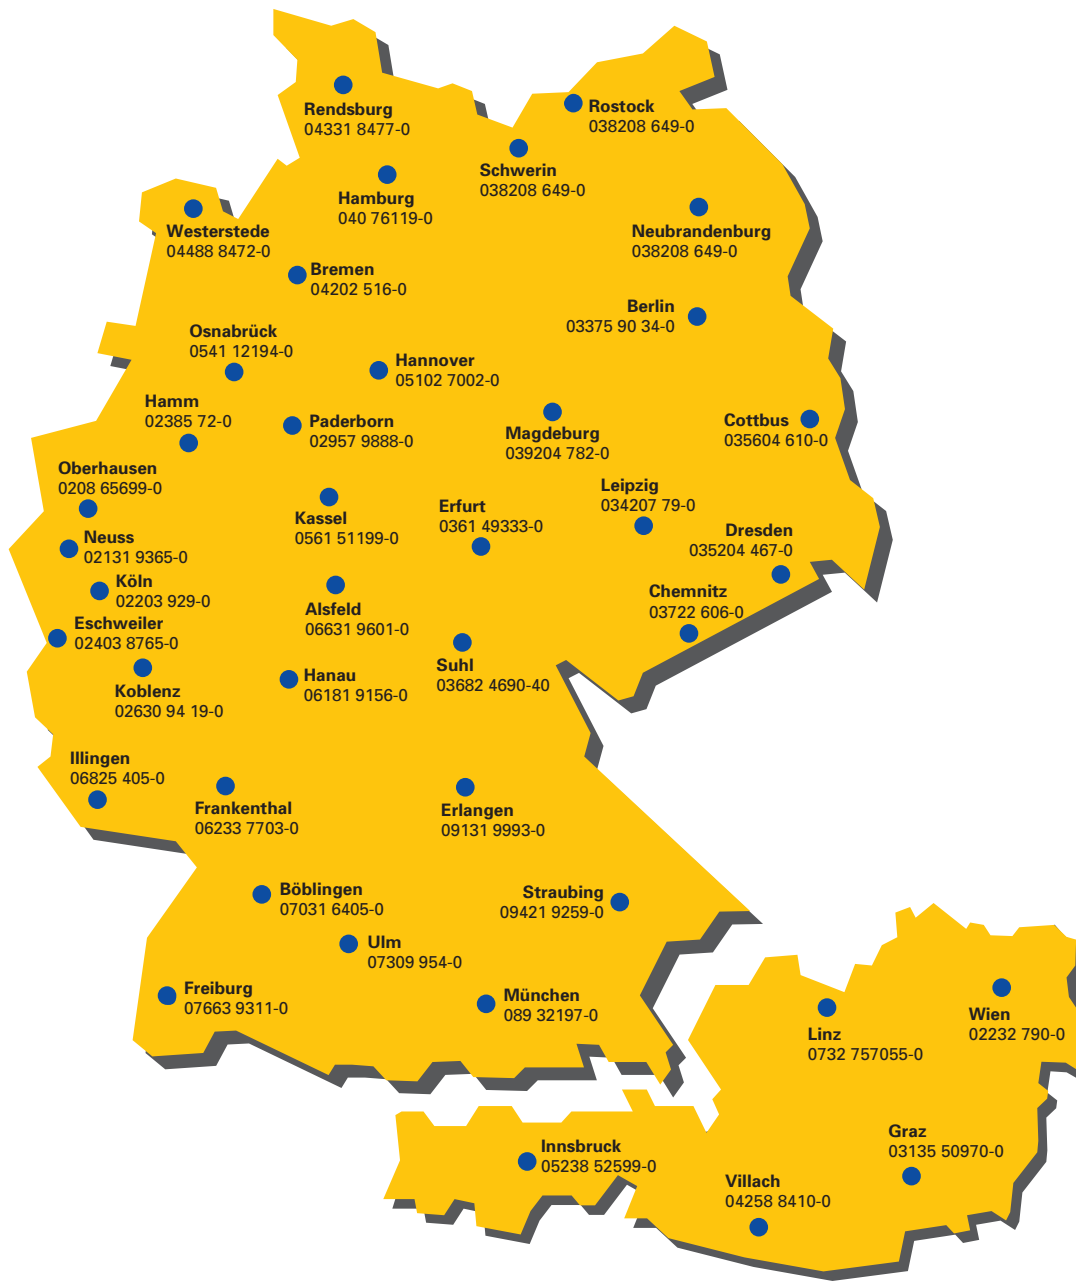 Rendsburg
04331 8477-0
Rostock
038208 649-0
Schwerin
038208 649-0
Hamburg
040 76119-0
Westerstede
04488 8472-0
Neubrandenburg
038208 649-0
Bremen
04202 516-0
Berlin
03375 90 34-0
Osnabrück
0541 12194-0
Hannover
05102 7002-0
Hamm
02385 72-0
Paderborn
02957 9888-0
Magdeburg
039204 782-0
Cottbus
035604 610-0
Oberhausen
0208 65699-0
Kassel
0561 51199-0
Erfurt
0361 49333-0
Leipzig
034207 79-0
Neuss
02131 9365-0
Dresden
035204 467-0
Köln
02203 929-0
Alsfeld
06631 9601-0
Chemnitz
03722 606-0
Eschweiler
02403 8765-0
Koblenz
02630 94 19-0
Hanau
06181 9156-0
Suhl
03682 4690-40
Illingen
06825 405-0
Frankenthal
06233 7703-0
Erlangen
09131 9993-0
Böblingen
07031 6405-0
Straubing
09421 9259-0
Ulm
07309 954-0
Freiburg
07663 9311-0
München
089 32197-0
Linz
0732 757055-0
Wien
02232 790-0
Innsbruck
05238 52599-0
Graz
03135 50970-0
Villach
04258 8410-0